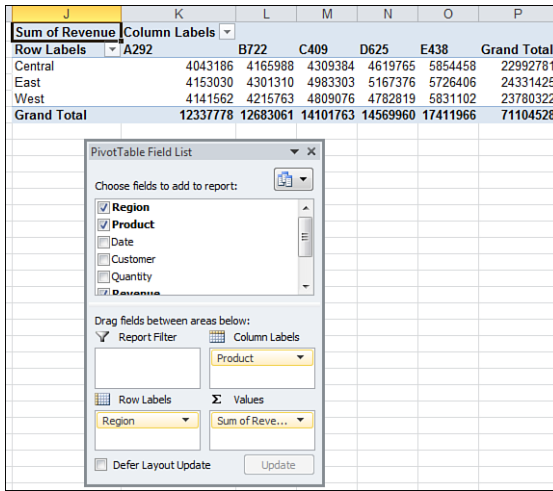 J K L M N O P
Sum of Revenue Column Labels
Row Labels A292 B722 C409 D625 E438 Grand Total
Central 4043186 4165988 4309384 4619765 5854458 22992781
East 4153030 4301310 4983303 5167376 5726406 24331425
West 4141562 4215763 4809076 4782819 5831102 23780322
Grand Total 12337778 12683061 14101763 14569960 17411966 71104528
PivotTable Field List
Choose fields to add to report:
Region
Product
Date
Customer
Quantity
Revenue
Drag fields between areas below:
Report Filter Column Labels
Product
Row Labels Σ Values
Region Sum of Reve...
Defer Layout Update Update